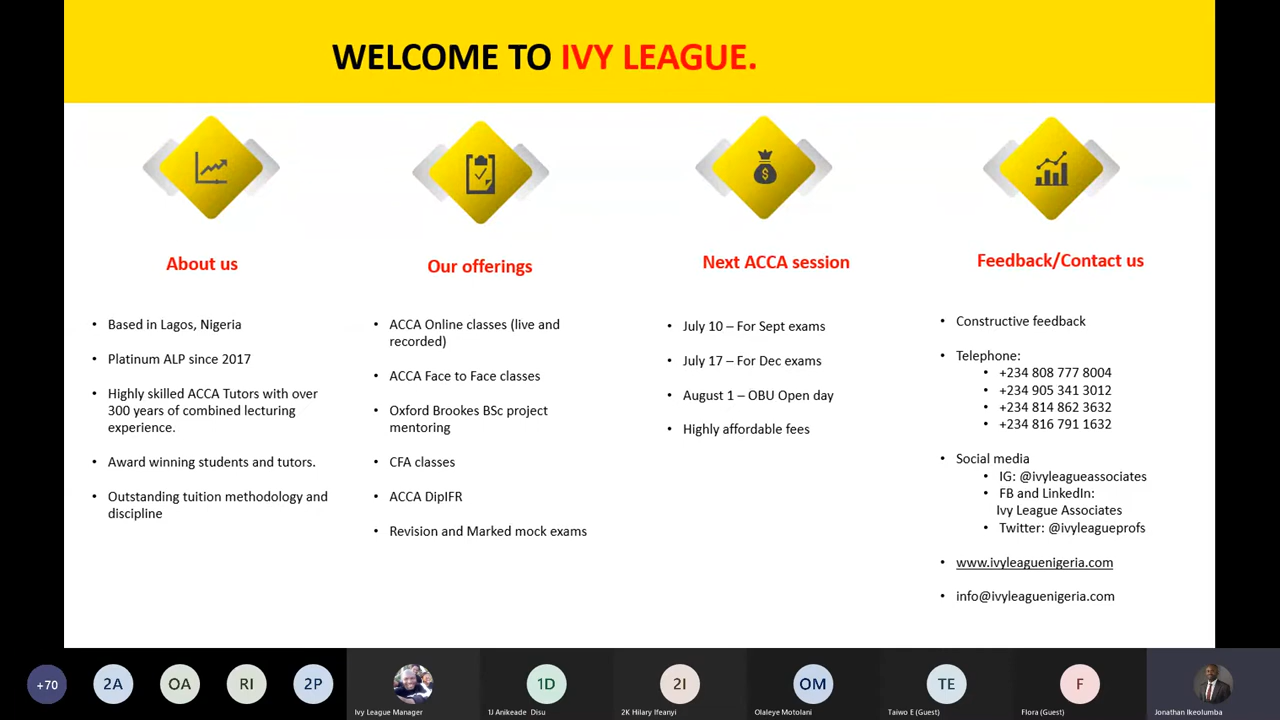 WELCOME TO IVY LEAGUE.
About us
Based in Lagos, Nigeria
Platinum ALP since 2017
Highly skilled ACCA Tutors with over
300 years of combined lecturing
experience.
Award winning students and tutors.
Outstanding tuition methodology and
discipline
Our offerings
ACCA Online classes (live and
recorded)
ACCA Face to Face classes
Oxford Brookes BSc project
mentoring
CFA classes
ACCA DipIFR
Revision and Marked mock exams
$
Next ACCA session
July 10 – For Sept exams
July 17 – For Dec exams
August 1 – OBU Open day
Highly affordable fees
Feedback/Contact us
Constructive feedback
Telephone:
+234 808 777 8004
+234 905 341 3012
+234 814 862 3632
+234 816 791 1632
Social media
IG: @ivyleagueassociates
FB and LinkedIn:
Ivy League Associates
Twitter: @ivyleagueprofs
www.ivyleaguenigeria.com
info@ivyleaguenigeria.com
+70
2A
OA
RI
2P
Ivy League Manager
1D
1J Anikeade Disu
2I
2K Hilary Ifeanyi
OM
Olaleye Motolani
TE
Taiwo E (Guest)
F
Flora (Guest)
Jonathan Ikeolumba